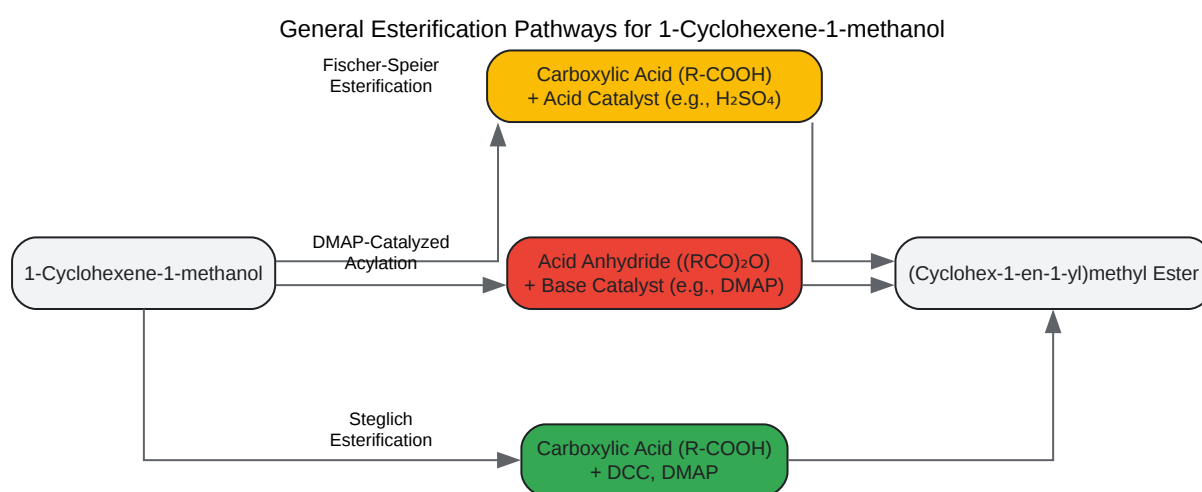 General Esterification Pathways for 1-Cyclohexene-1-methanol
Fischer-Speier
Esterification
Carboxylic Acid (R-COOH)
+ Acid Catalyst (e.g., H₂SO₄)
DMAP-Catalyzed
Acylation
1-Cyclohexene-1-methanol
Acid Anhydride ((RCO)₂O)
+ Base Catalyst (e.g., DMAP)
(Cyclohex-1-en-1-yl)methyl Ester
Steglich
Esterification
Carboxylic Acid (R-COOH)
+ DCC, DMAP